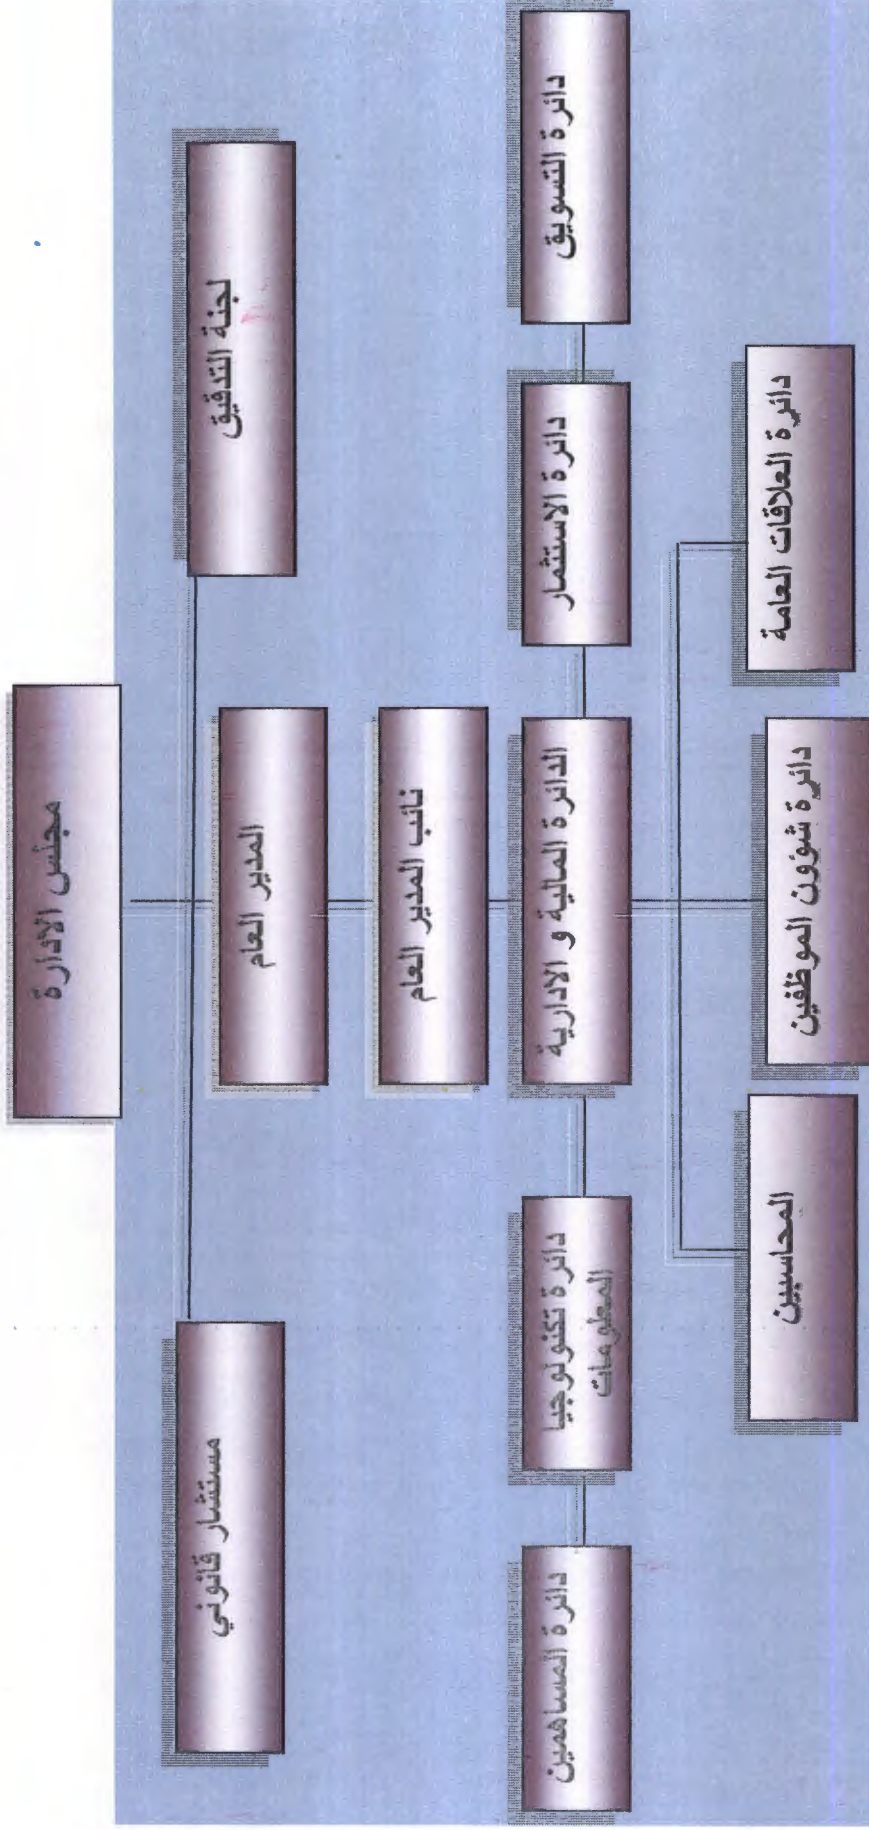 مجلس الادارة
لجنة التدقيق
مستشار قانوني
المدير العام
نائب المدير العام
دائرة التسويق
دائرة الاستثمار
الدائرة المالية و الادارية
دائرة تكنولوجيا
المعلومات
دائرة المساهمين
دائرة العلاقات العامة
دائرة شؤون الموظفين
المحاسبين